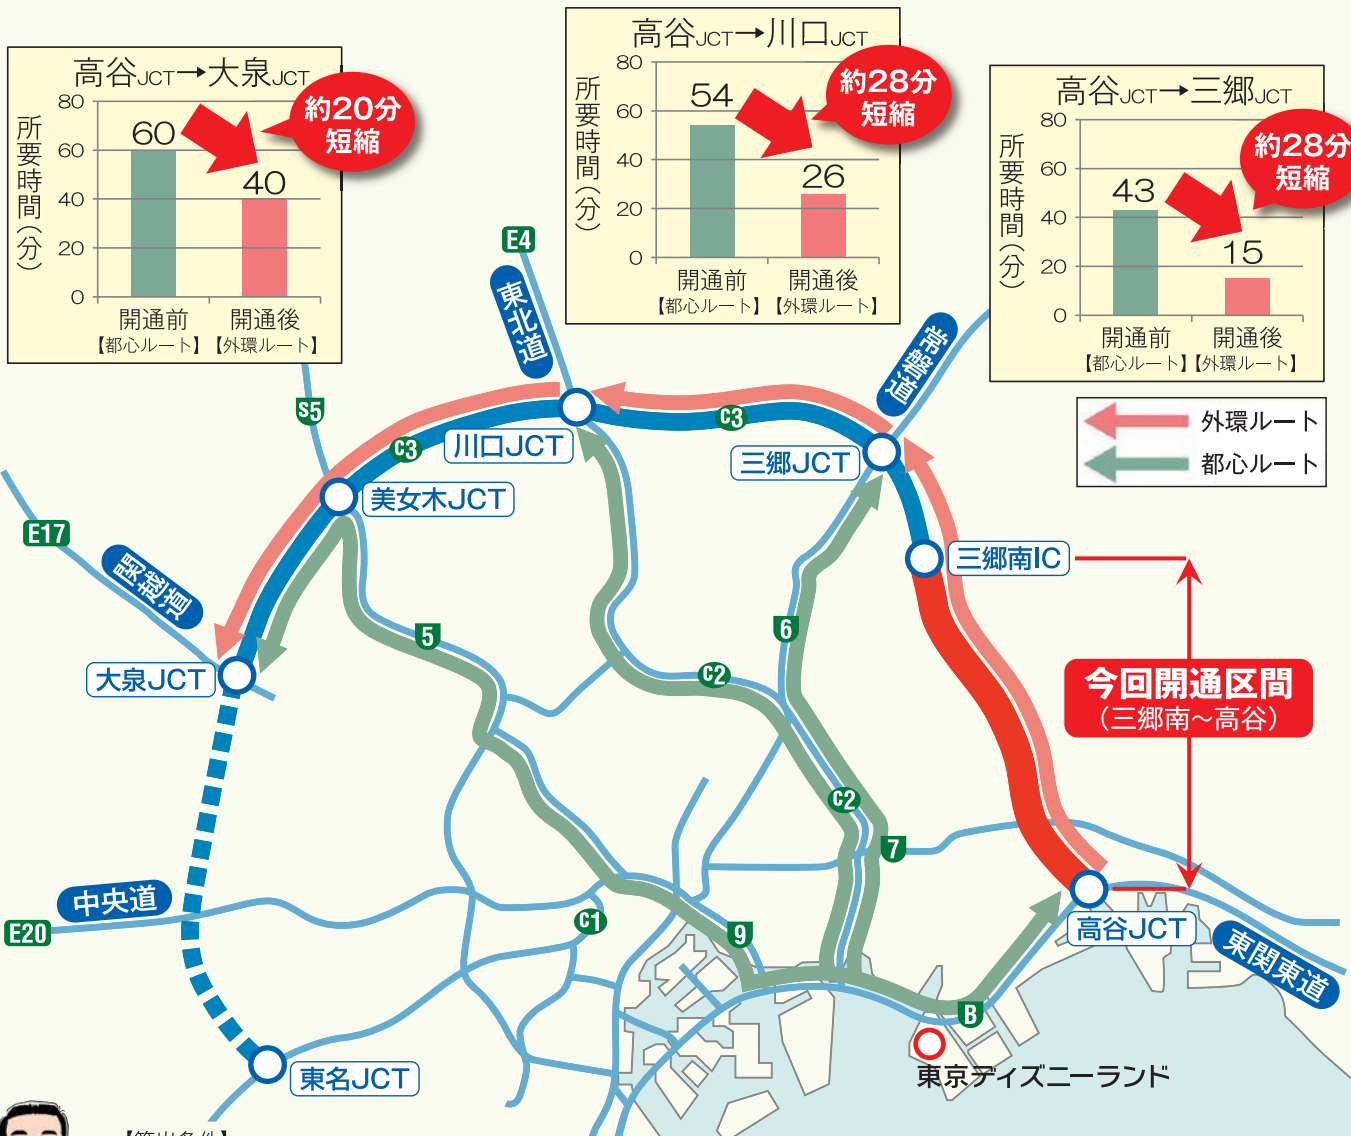 高谷JCT→大泉JCT
約20分
短縮
所要時間(分)
80
60
40
20
0
60
40
開通前
【都心ルート】
開通後
【外環ルート】
高谷JCT→川口JCT
約28分
短縮
所要時間(分)
80
60
40
20
0
54
26
開通前
【都心ルート】
開通後
【外環ルート】
高谷JCT→三郷JCT
約28分
短縮
所要時間(分)
80
60
40
20
0
43
15
開通前
【都心ルート】
開通後
【外環ルート】
外環ルート
都心ルート
E4
東北道
常磐道
S5
C3
C3
川口JCT
三郷JCT
美女木JCT
E17
関越道
三郷南IC
大泉JCT
5
6
C2
今回開通区間
(三郷南～高谷)
C2
7
中央道
E20
C1
9
高谷JCT
東関東道
B
東京ディズニーランド
東名JCT